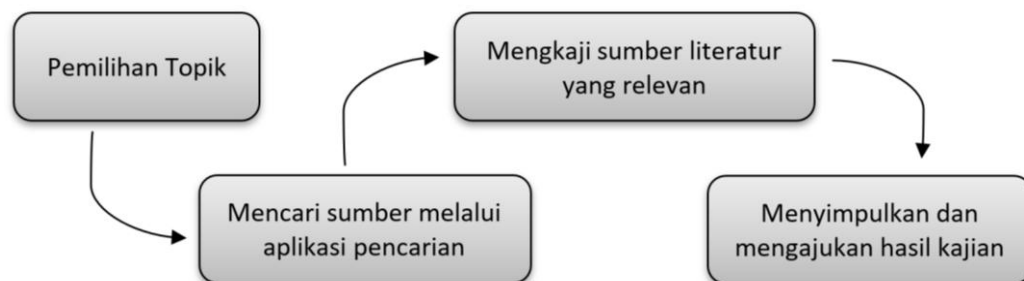 Pemilihan Topik
Mencari sumber melalui
aplikasi pencarian
Mengkaji sumber literatur
yang relevan
Menyimpulkan dan
mengajukan hasil kajian